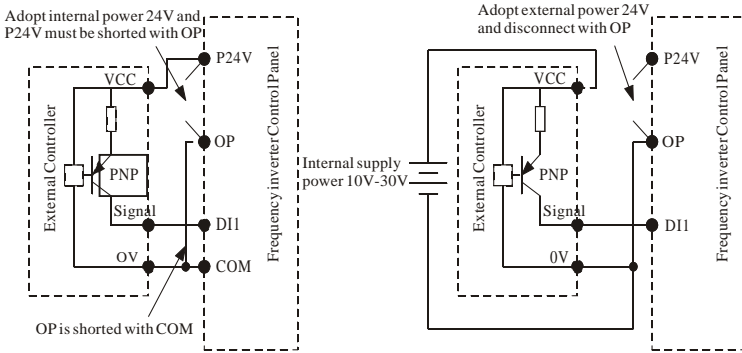 Adopt internal power 24V and
P24V must be shorted with OP
P24V
VCC
OP
External Controller
PNP
Signal
DI1
OV
COM
Frequency inverter Control Panel
OP is shorted with COM
Adopt external power 24V
and disconnect with OP
P24V
VCC
OP
Internal supply
power 10V-30V
External Controller
PNP
Signal
DI1
0V
Frequency inverter Control Panel